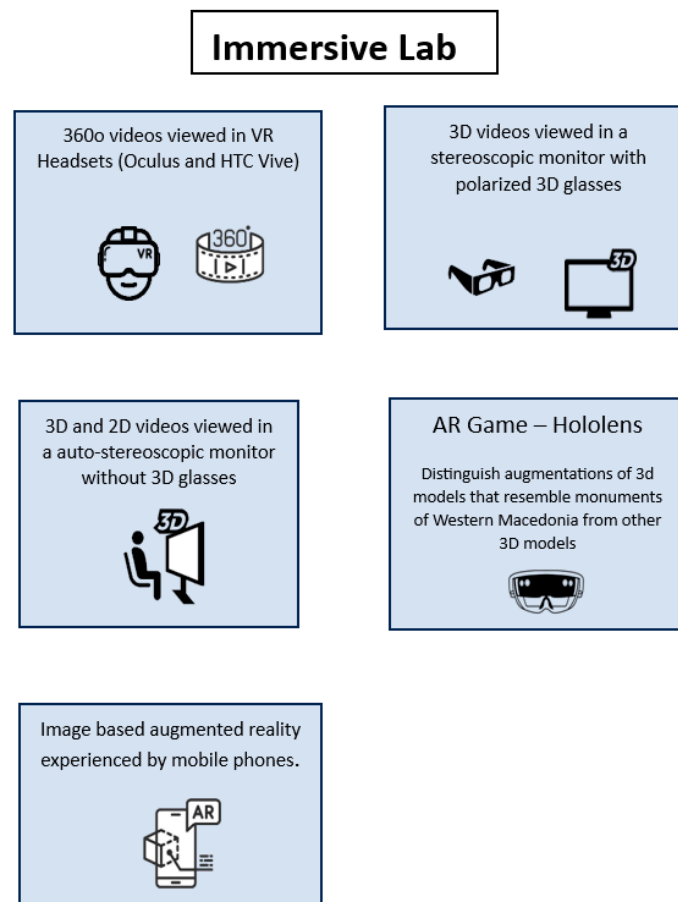 Immersive Lab
360o videos viewed in VR
Headsets (Oculus and HTC Vive)
VR
360°
3D videos viewed in a
stereoscopic monitor with
polarized 3D glasses
3D
3D and 2D videos viewed in
a auto-stereoscopic monitor
without 3D glasses
3D
AR Game – Hololens
Distinguish augmentations of 3d
models that resemble monuments
of Western Macedonia from other
3D models
Image based augmented reality
experienced by mobile phones.
AR